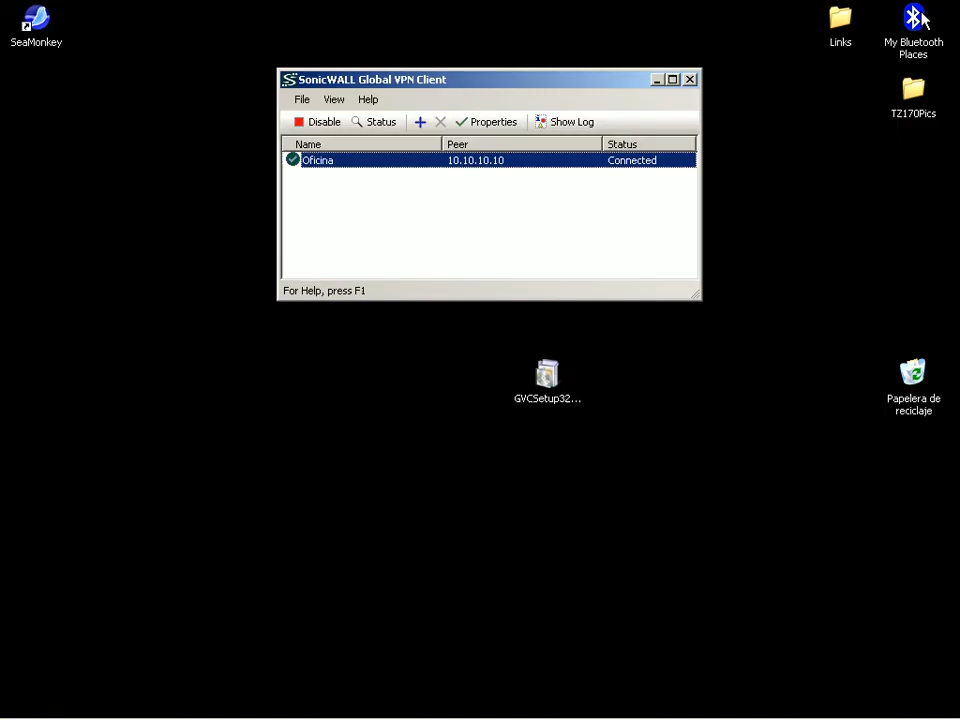 SeaMonkey
Links
My Bluetooth
Places
TZ170Pics
SonicWALL Global VPN Client
File View Help
Disable Status Properties Show Log
Name Peer Status
Oficina 10.10.10.10 Connected
For Help, press F1
GVCSetup32...
Papelera de
reciclaje